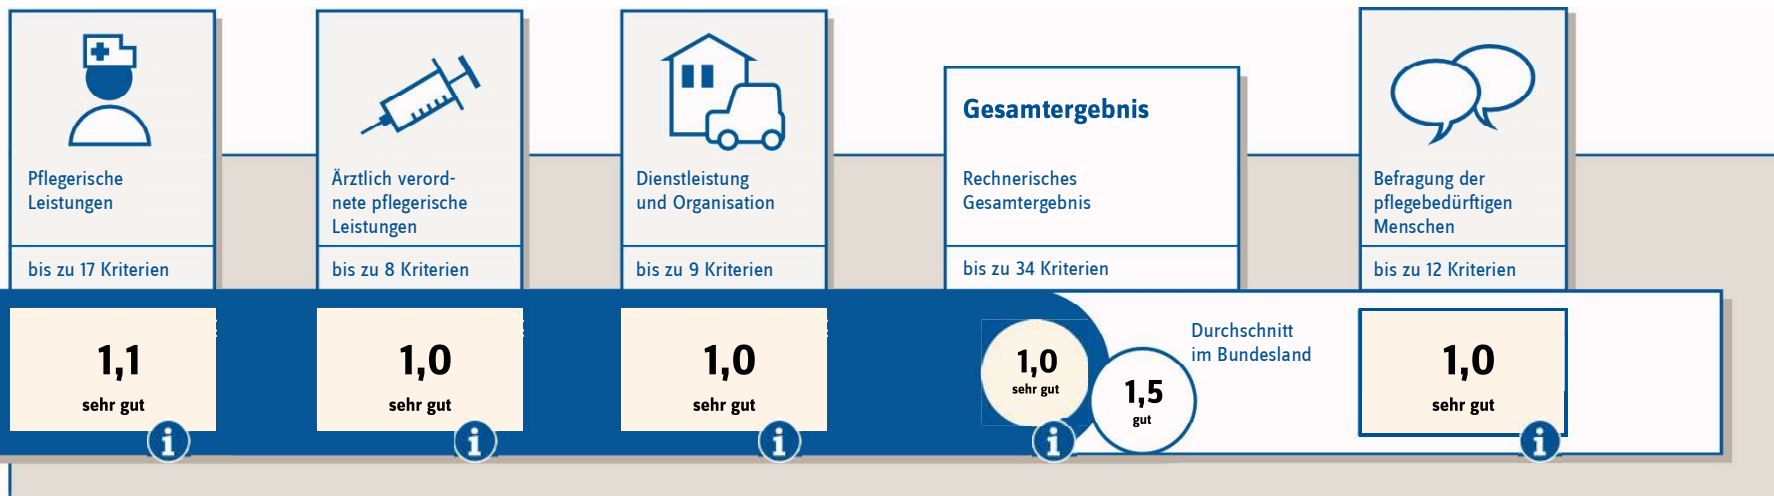 Pflegerische
Leistungen
bis zu 17 Kriterien
1,1
sehr gut
i
Ärztlich verord-
nete pflegerische
Leistungen
bis zu 8 Kriterien
1,0
sehr gut
i
Dienstleistung
und Organisation
bis zu 9 Kriterien
1,0
sehr gut
i
Gesamtergebnis
Rechnerisches
Gesamtergebnis
bis zu 34 Kriterien
1,0
sehr gut
i
1,5
gut
Durchschnitt
im Bundesland
Befragung der
pflegebedürftigen
Menschen
bis zu 12 Kriterien
1,0
sehr gut
i